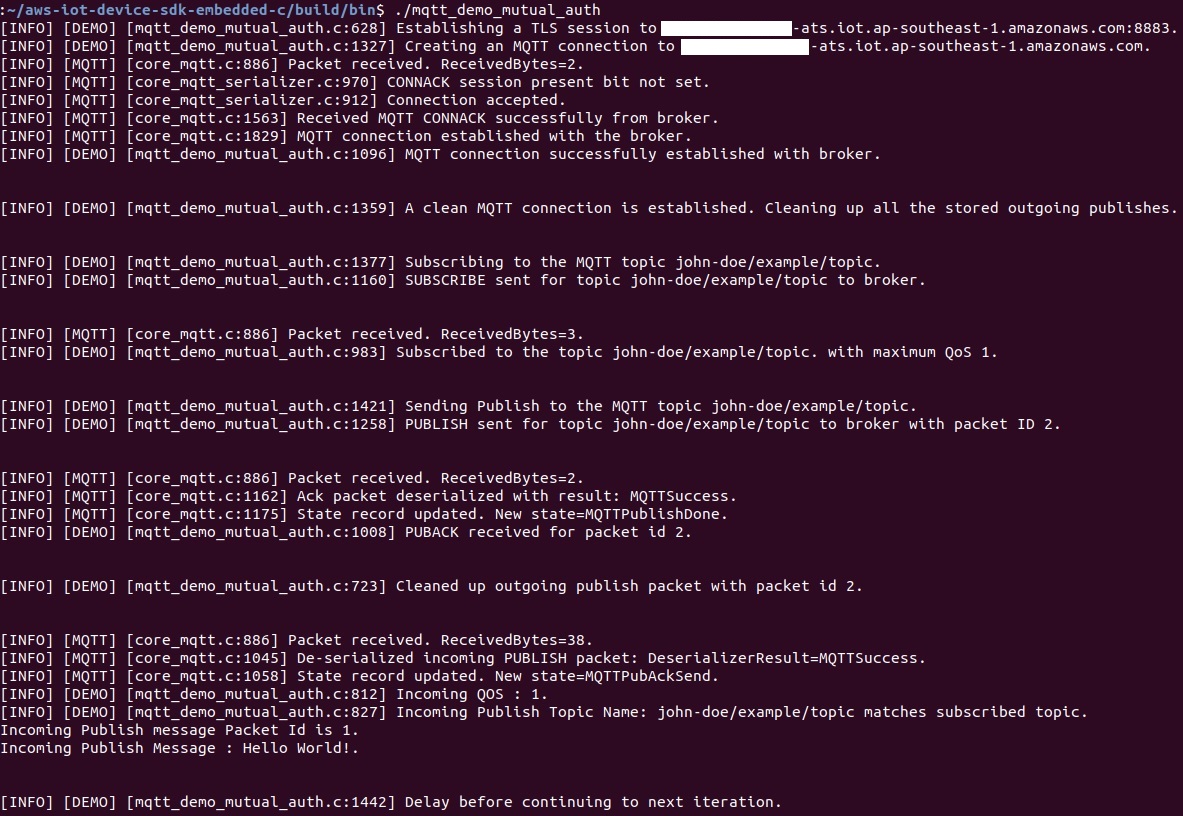 :~/aws-iot-device-sdk-embedded-c/build/bin$ ./mqtt_demo_mutual_auth
[INFO] [DEMO] [mqtt_demo_mutual_auth.c:628] Establishing a TLS session to -ats.iot.ap-southeast-1.amazonaws.com:8883.
[INFO] [DEMO] [mqtt_demo_mutual_auth.c:1327] Creating an MQTT connection to -ats.iot.ap-southeast-1.amazonaws.com.
[INFO] [MQTT] [core_mqtt.c:886] Packet received. ReceivedBytes=2.
[INFO] [MQTT] [core_mqtt_serializer.c:970] CONNACK session present bit not set.
[INFO] [MQTT] [core_mqtt_serializer.c:912] Connection accepted.
[INFO] [MQTT] [core_mqtt.c:1563] Received MQTT CONNACK successfully from broker.
[INFO] [MQTT] [core_mqtt.c:1829] MQTT connection established with the broker.
[INFO] [DEMO] [mqtt_demo_mutual_auth.c:1096] MQTT connection successfully established with broker.
[INFO] [DEMO] [mqtt_demo_mutual_auth.c:1359] A clean MQTT connection is established. Cleaning up all the stored outgoing publishes.
[INFO] [DEMO] [mqtt_demo_mutual_auth.c:1377] Subscribing to the MQTT topic john-doe/example/topic.
[INFO] [DEMO] [mqtt_demo_mutual_auth.c:1160] SUBSCRIBE sent for topic john-doe/example/topic to broker.
[INFO] [MQTT] [core_mqtt.c:886] Packet received. ReceivedBytes=3.
[INFO] [DEMO] [mqtt_demo_mutual_auth.c:983] Subscribed to the topic john-doe/example/topic. with maximum QoS 1.
[INFO] [DEMO] [mqtt_demo_mutual_auth.c:1421] Sending Publish to the MQTT topic john-doe/example/topic.
[INFO] [DEMO] [mqtt_demo_mutual_auth.c:1258] PUBLISH sent for topic john-doe/example/topic to broker with packet ID 2.
[INFO] [MQTT] [core_mqtt.c:886] Packet received. ReceivedBytes=2.
[INFO] [MQTT] [core_mqtt.c:1162] Ack packet deserialized with result: MQTTSuccess.
[INFO] [MQTT] [core_mqtt.c:1175] State record updated. New state=MQTTPublishDone.
[INFO] [DEMO] [mqtt_demo_mutual_auth.c:1008] PUBACK received for packet id 2.
[INFO] [DEMO] [mqtt_demo_mutual_auth.c:723] Cleaned up outgoing publish packet with packet id 2.
[INFO] [MQTT] [core_mqtt.c:886] Packet received. ReceivedBytes=38.
[INFO] [MQTT] [core_mqtt.c:1045] De-serialized incoming PUBLISH packet: DeserializerResult=MQTTSuccess.
[INFO] [MQTT] [core_mqtt.c:1058] State record updated. New state=MQTTPubAckSend.
[INFO] [DEMO] [mqtt_demo_mutual_auth.c:812] Incoming QOS : 1.
[INFO] [DEMO] [mqtt_demo_mutual_auth.c:827] Incoming Publish Topic Name: john-doe/example/topic matches subscribed topic.
Incoming Publish message Packet Id is 1.
Incoming Publish Message : Hello World!.
[INFO] [DEMO] [mqtt_demo_mutual_auth.c:1442] Delay before continuing to next iteration.